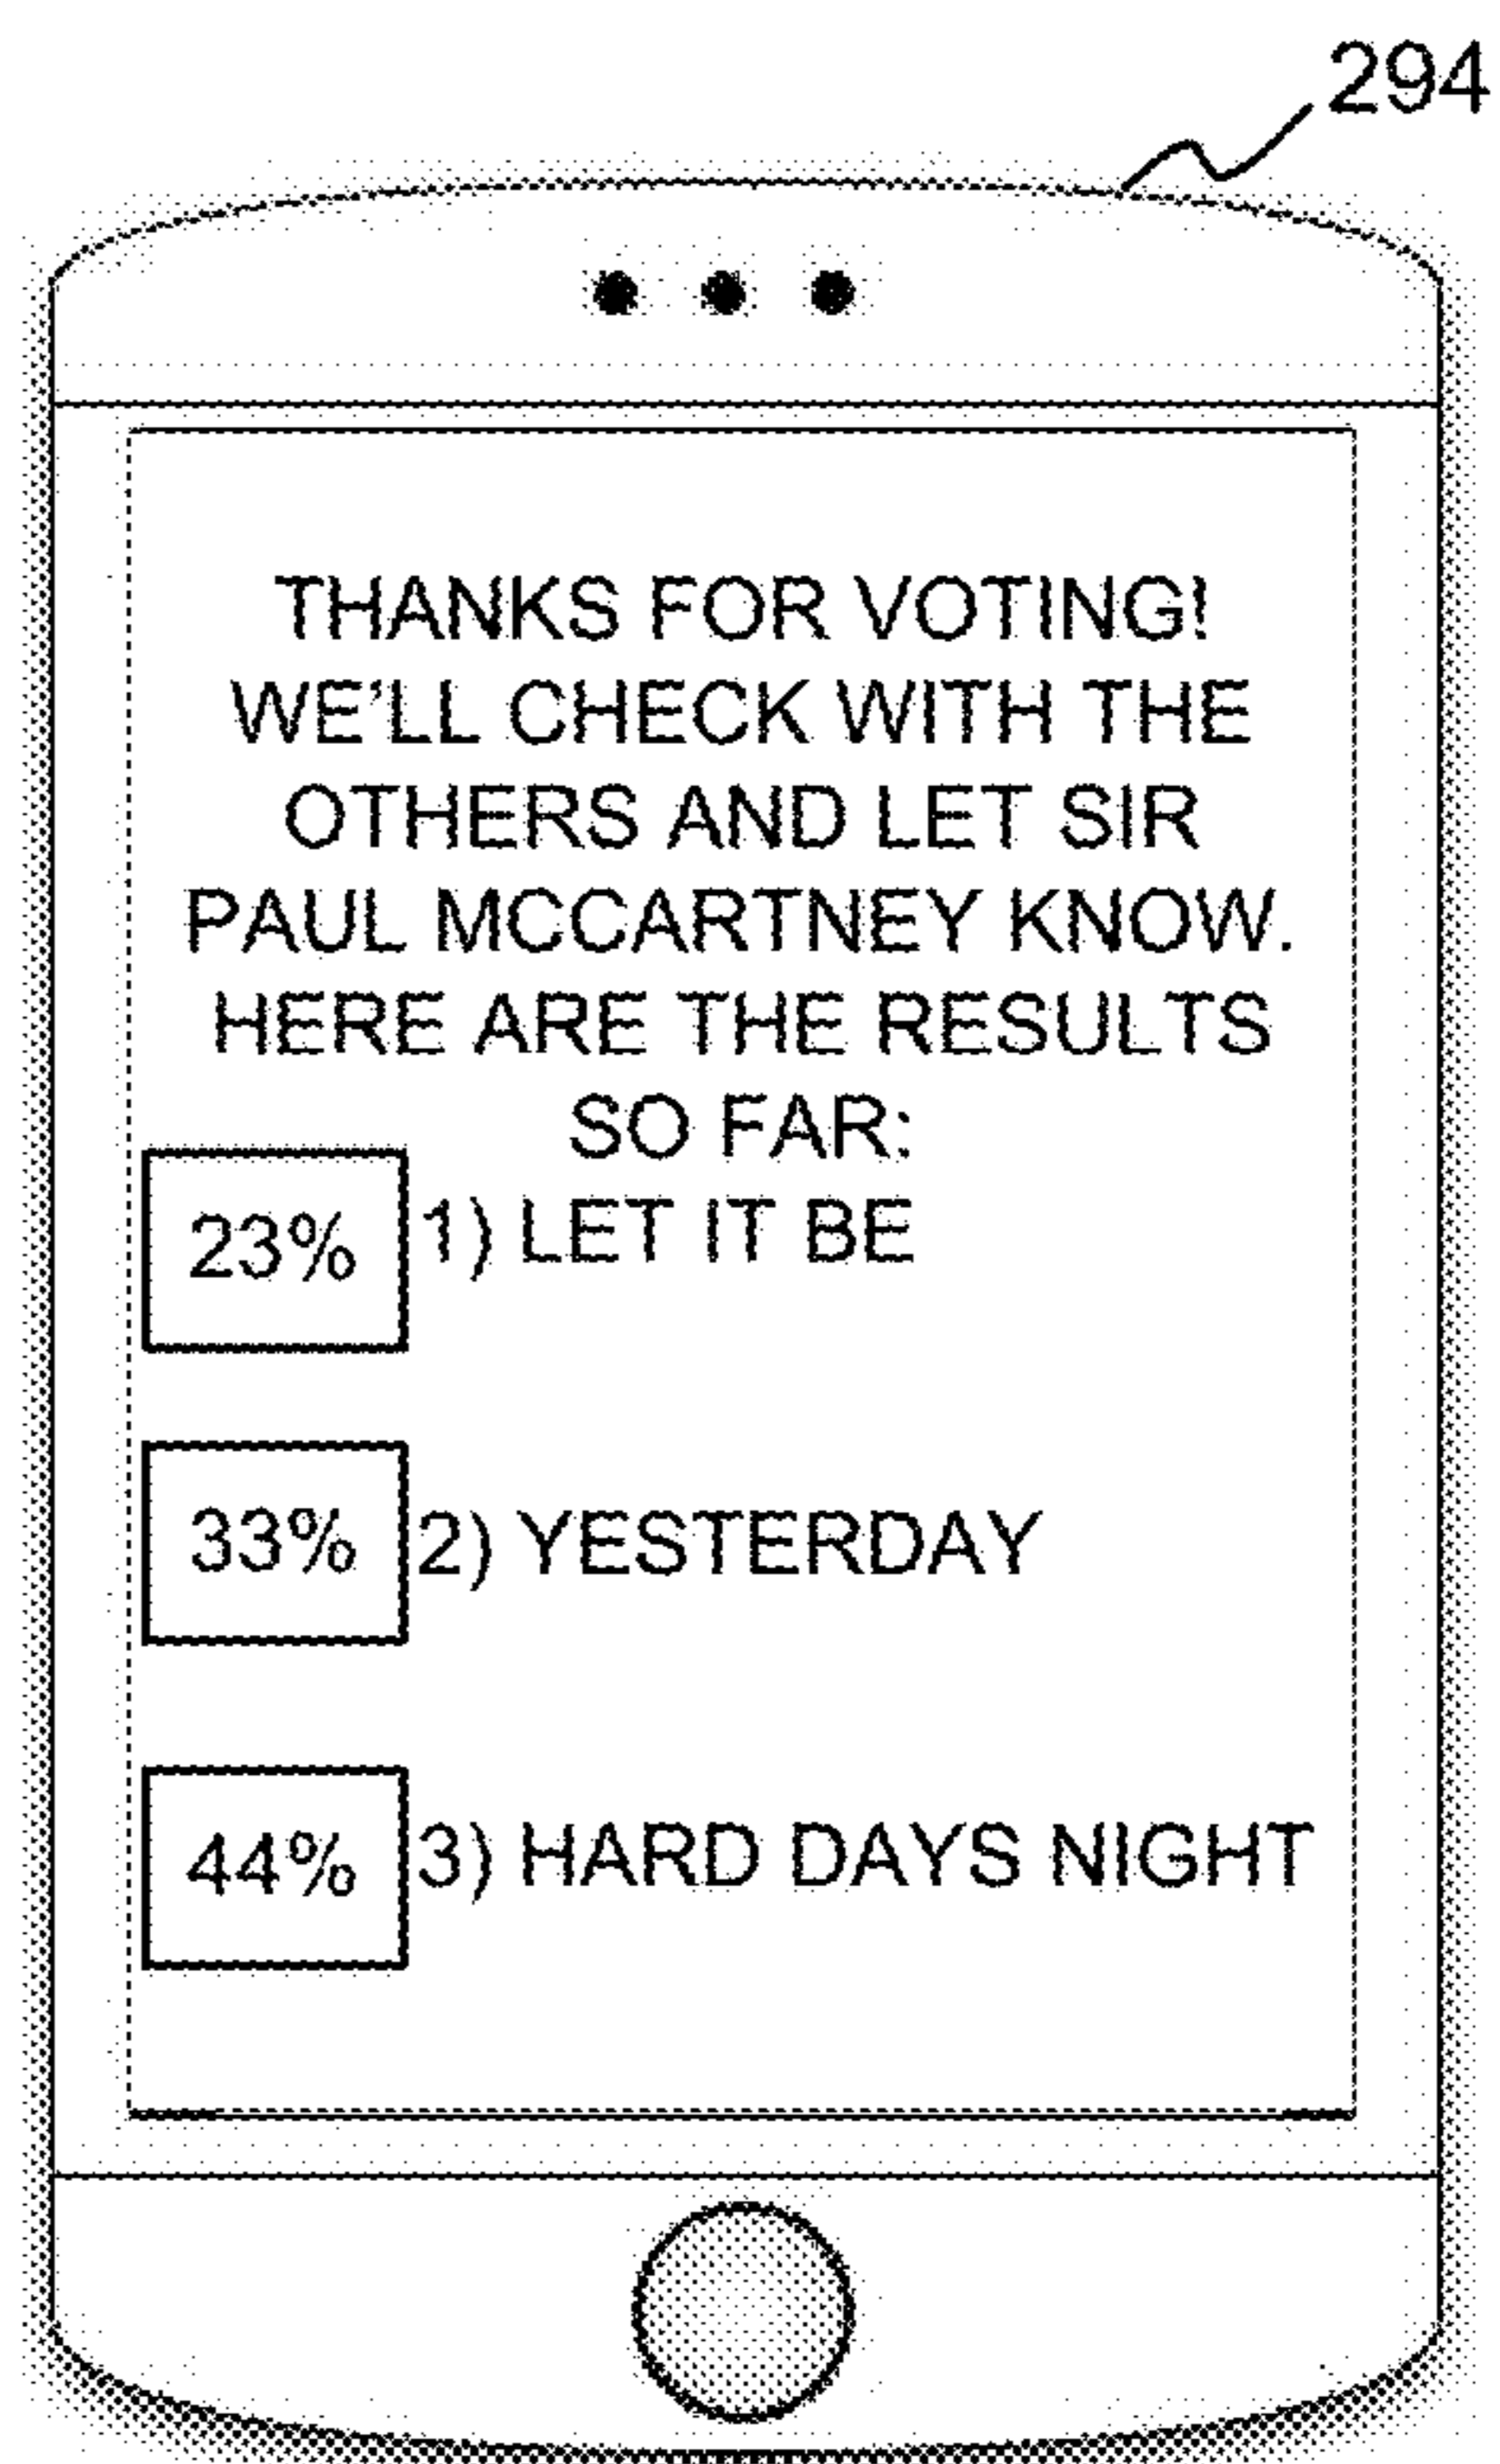 294
THANKS FOR VOTING!
WE'LL CHECK WITH THE
OTHERS AND LET SIR
PAUL MCCARTNEY KNOW.
HERE ARE THE RESULTS
SO FAR:
23% 1) LET IT BE
33% 2) YESTERDAY
44% 3) HARD DAYS NIGHT